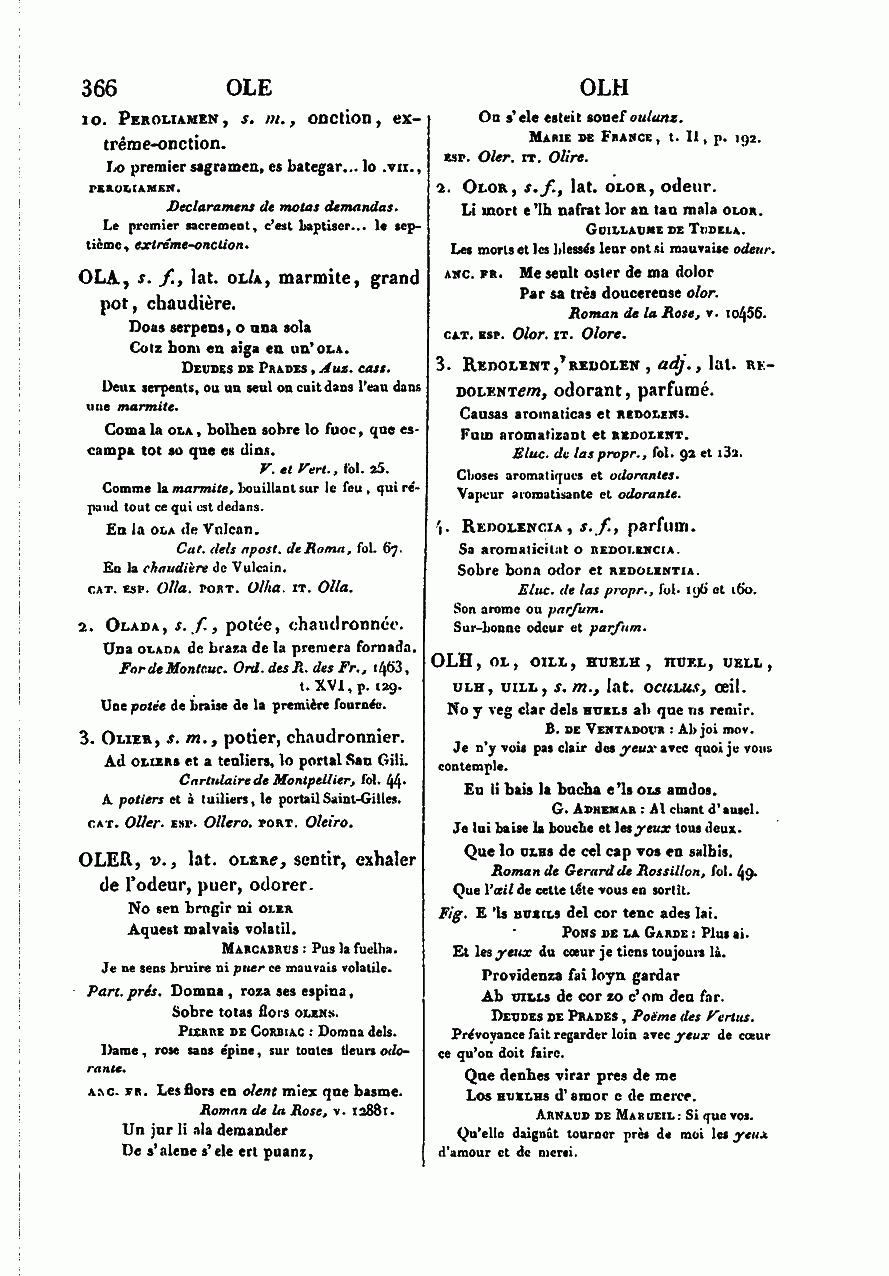 366 OLE OLH
10. PEROLIAMEN, s. m., onction, ex-
trême-onction.
Lo premier sagramen, es bategar... lo .VII.,
PEROLIAMEN.
Declaramens de motas demandas.
Le premier sacrement, c'est baptiser... le sep-
tième, extrême-onction.
OLA, s. f., lat. OLlA, marmite, grand
pot, chaudière.
Doas serpens, o una sola
Cotz hom en aiga en un' OLA.
DEUDES DE PRADES, Auz. cass.
Deux serpents, ou un seul on cuit dans l'eau dans
une marmite.
Coma la OLA, bolhen sobre lo fuoc, que es-
campa tot so que es dins.
V. et Vert., fol. 25.
Comme la marmite, bouillant sur le feu, qui ré-
pand tout ce qui est dedans.
En la OLA de Vulcan.
Cat. dels apost. de Roma, fol. 67.
En la chaudière de Vulcain.
CAT. ESP. Olla. PORT. Olha. IT. Olla.
2. OLADA, s. f., potée, chaudronnée.
Una OLADA de braza de la premera fornada.
For de Montcuc. Ord. des R. des Fr., 1463,
t. XVI, p. 129.
Une potée de braise de la première fournée.
3. OLIER, s. m., potier, chaudronnier.
Ad OLIERS et a teuliers, lo portal San Gili.
Cartulaire de Montpellier, fol. 44.
A potiers et à tuiliers, le portail Saint-Gilles.
CAT. Oller. ESP. Ollero. PORT. Oleiro.
OLER, v., lat. OLERe, sentir, exhaler
de l'odeur, puer, odorer.
No sen brugir ni OLER
Aquest malvais volatil.
MARCABRUS : Pus la fuelha.
Je ne sens bruire ni puer ce mauvais volatile.
Part. prés. Domna, roza ses espina,
Sobre totas flors OLENS.
PIERRE DE CORBIAC : Domna dels.
Dame, rose sans épine, sur toutes fleurs odo-
rante.
ANC. FR. Les flors en olent miex que basme.
Roman de la Rose, v. 12881.
Un jur li ala demander
De s'alene s'ele ert puanz,
On s'ele esteit souef oulanz.
MARIE DE FRANCE, t. II, p. 192.
ESP. Oler. IT. Olire.
2. OLOR, s. f., lat. OLOR, odeur.
Li mort e'lh nafrat lor an tan mala OLOR.
GUILLAUME DE TUDELA.
Les morts et les blessés leur ont si mauvaise odeur.
ANC. FR. Me seult oster de ma dolor
Par sa très doucereuse olor.
Roman de la Rose, v. 10456.
CAT. ESP. Olor. IT. Olore.
3. REDOLENT, REDOLEN, adj., lat. RE-
DOLENTem, odorant, parfumé.
Causas aromaticas et REDOLENS.
Fum aromatizant et REDOLENT.
Eluc. de las propr., fol. 92 et 132.
Choses aromatiques et odorantes.
Vapeur aromatisante et odorante.
4. REDOLENCIA, s. f., parfum.
Sa aromaticitat o REDOLENCIA.
Sobre bona odor et REDOLENTIA.
Eluc. de las propr., fol. 196 et 160.
Son arome ou parfum.
Sur-bonne odeur et parfum.
OLH, OL, OILL, HUELH, HUEL, UELL,
ULH, UILL, s. m., lat. OCULUS, œil.
No y veg clar dels HUELS ab que us remir.
B. DE VENTADOUR : Ab joi mov.
Je n'y vois pas clair des yeux avec quoi je vous
contemple.
Eu li bais la bucha e'ls OLS amdos.
G. ADHEMAR : Al chant d'ausel.
Je lui baise la bouche et les yeux tous deux.
Que lo OLHS de cel cap vos en salhis.
Roman de Gerard de Rossillon, fol. 49.
Que l'œil de cette tête vous en sortît.
Fig. E 'ls HUEILS del cor tenc ades lai.
PONS DE LA GARDE : Plus ai.
Et les yeux du cœur je tiens toujours là.
Providenza fai loyn gardar
Ab UILLS de cor zo c'om deu far.
DEUDES DE PRADES, Poëme des Vertus.
Prévoyance fait regarder loin avec yeux de cœur
ce qu'on doit faire.
Que denhes virar pres de me
Los HUELHS d'amor e de merce.
ARNAUD DE MARUEIL : Si que vos.
Qu'elle daignât tourner près de moi les yeux
d'amour et de merci.